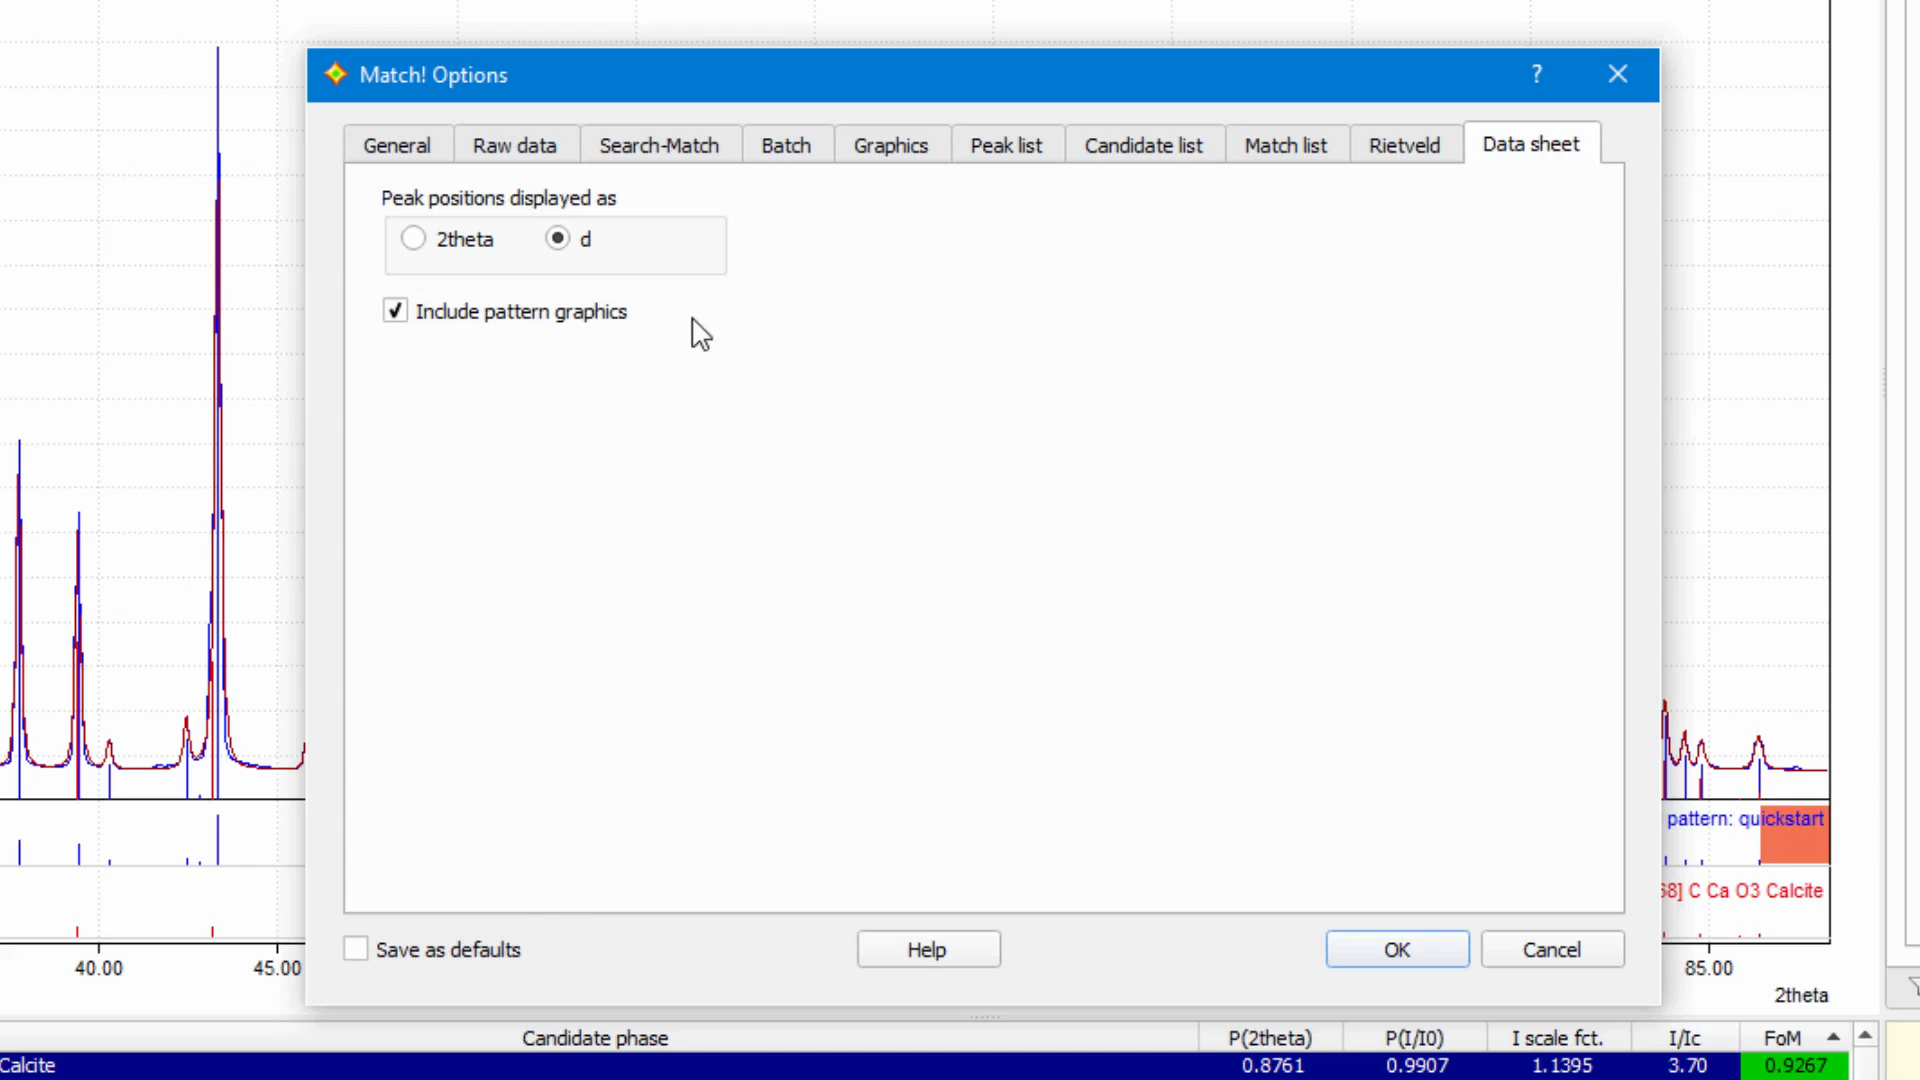 Match! Options
?
General Raw data Search-Match Batch Graphics Peak list Candidate list Match list Rietveld Data sheet
Peak positions displayed as
2theta d
Include pattern graphics
Save as defaults Help OK Cancel
pattern: quickstart
68] C Ca O3 Calcite
40.00 45.00 85.00
2theta
Candidate phase P(2theta) P(I/I0) I scale fct. I/Ic FoM
Calcite 0.8761 0.9907 1.1395 3.70 0.9267